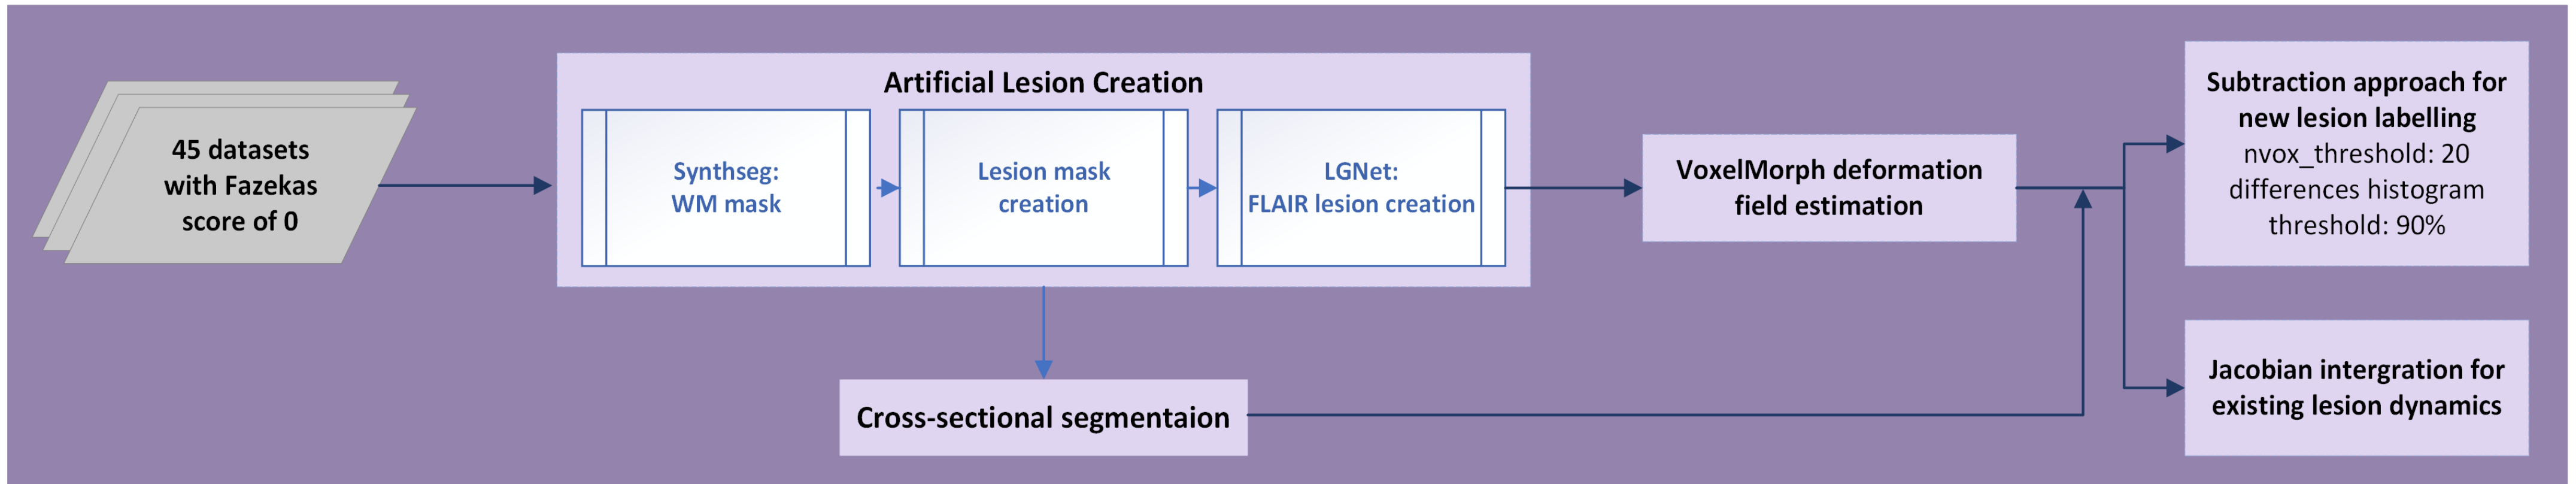 45 datasets
with Fazekas
score of 0
Artificial Lesion Creation
Synthseg:
WM mask
Lesion mask
creation
LGNet:
FLAIR lesion creation
Cross-sectional segmentaion
VoxelMorph deformation
field estimation
Subtraction approach for
new lesion labelling
nvox_threshold: 20
differences histogram
threshold: 90%
Jacobian intergration for
existing lesion dynamics